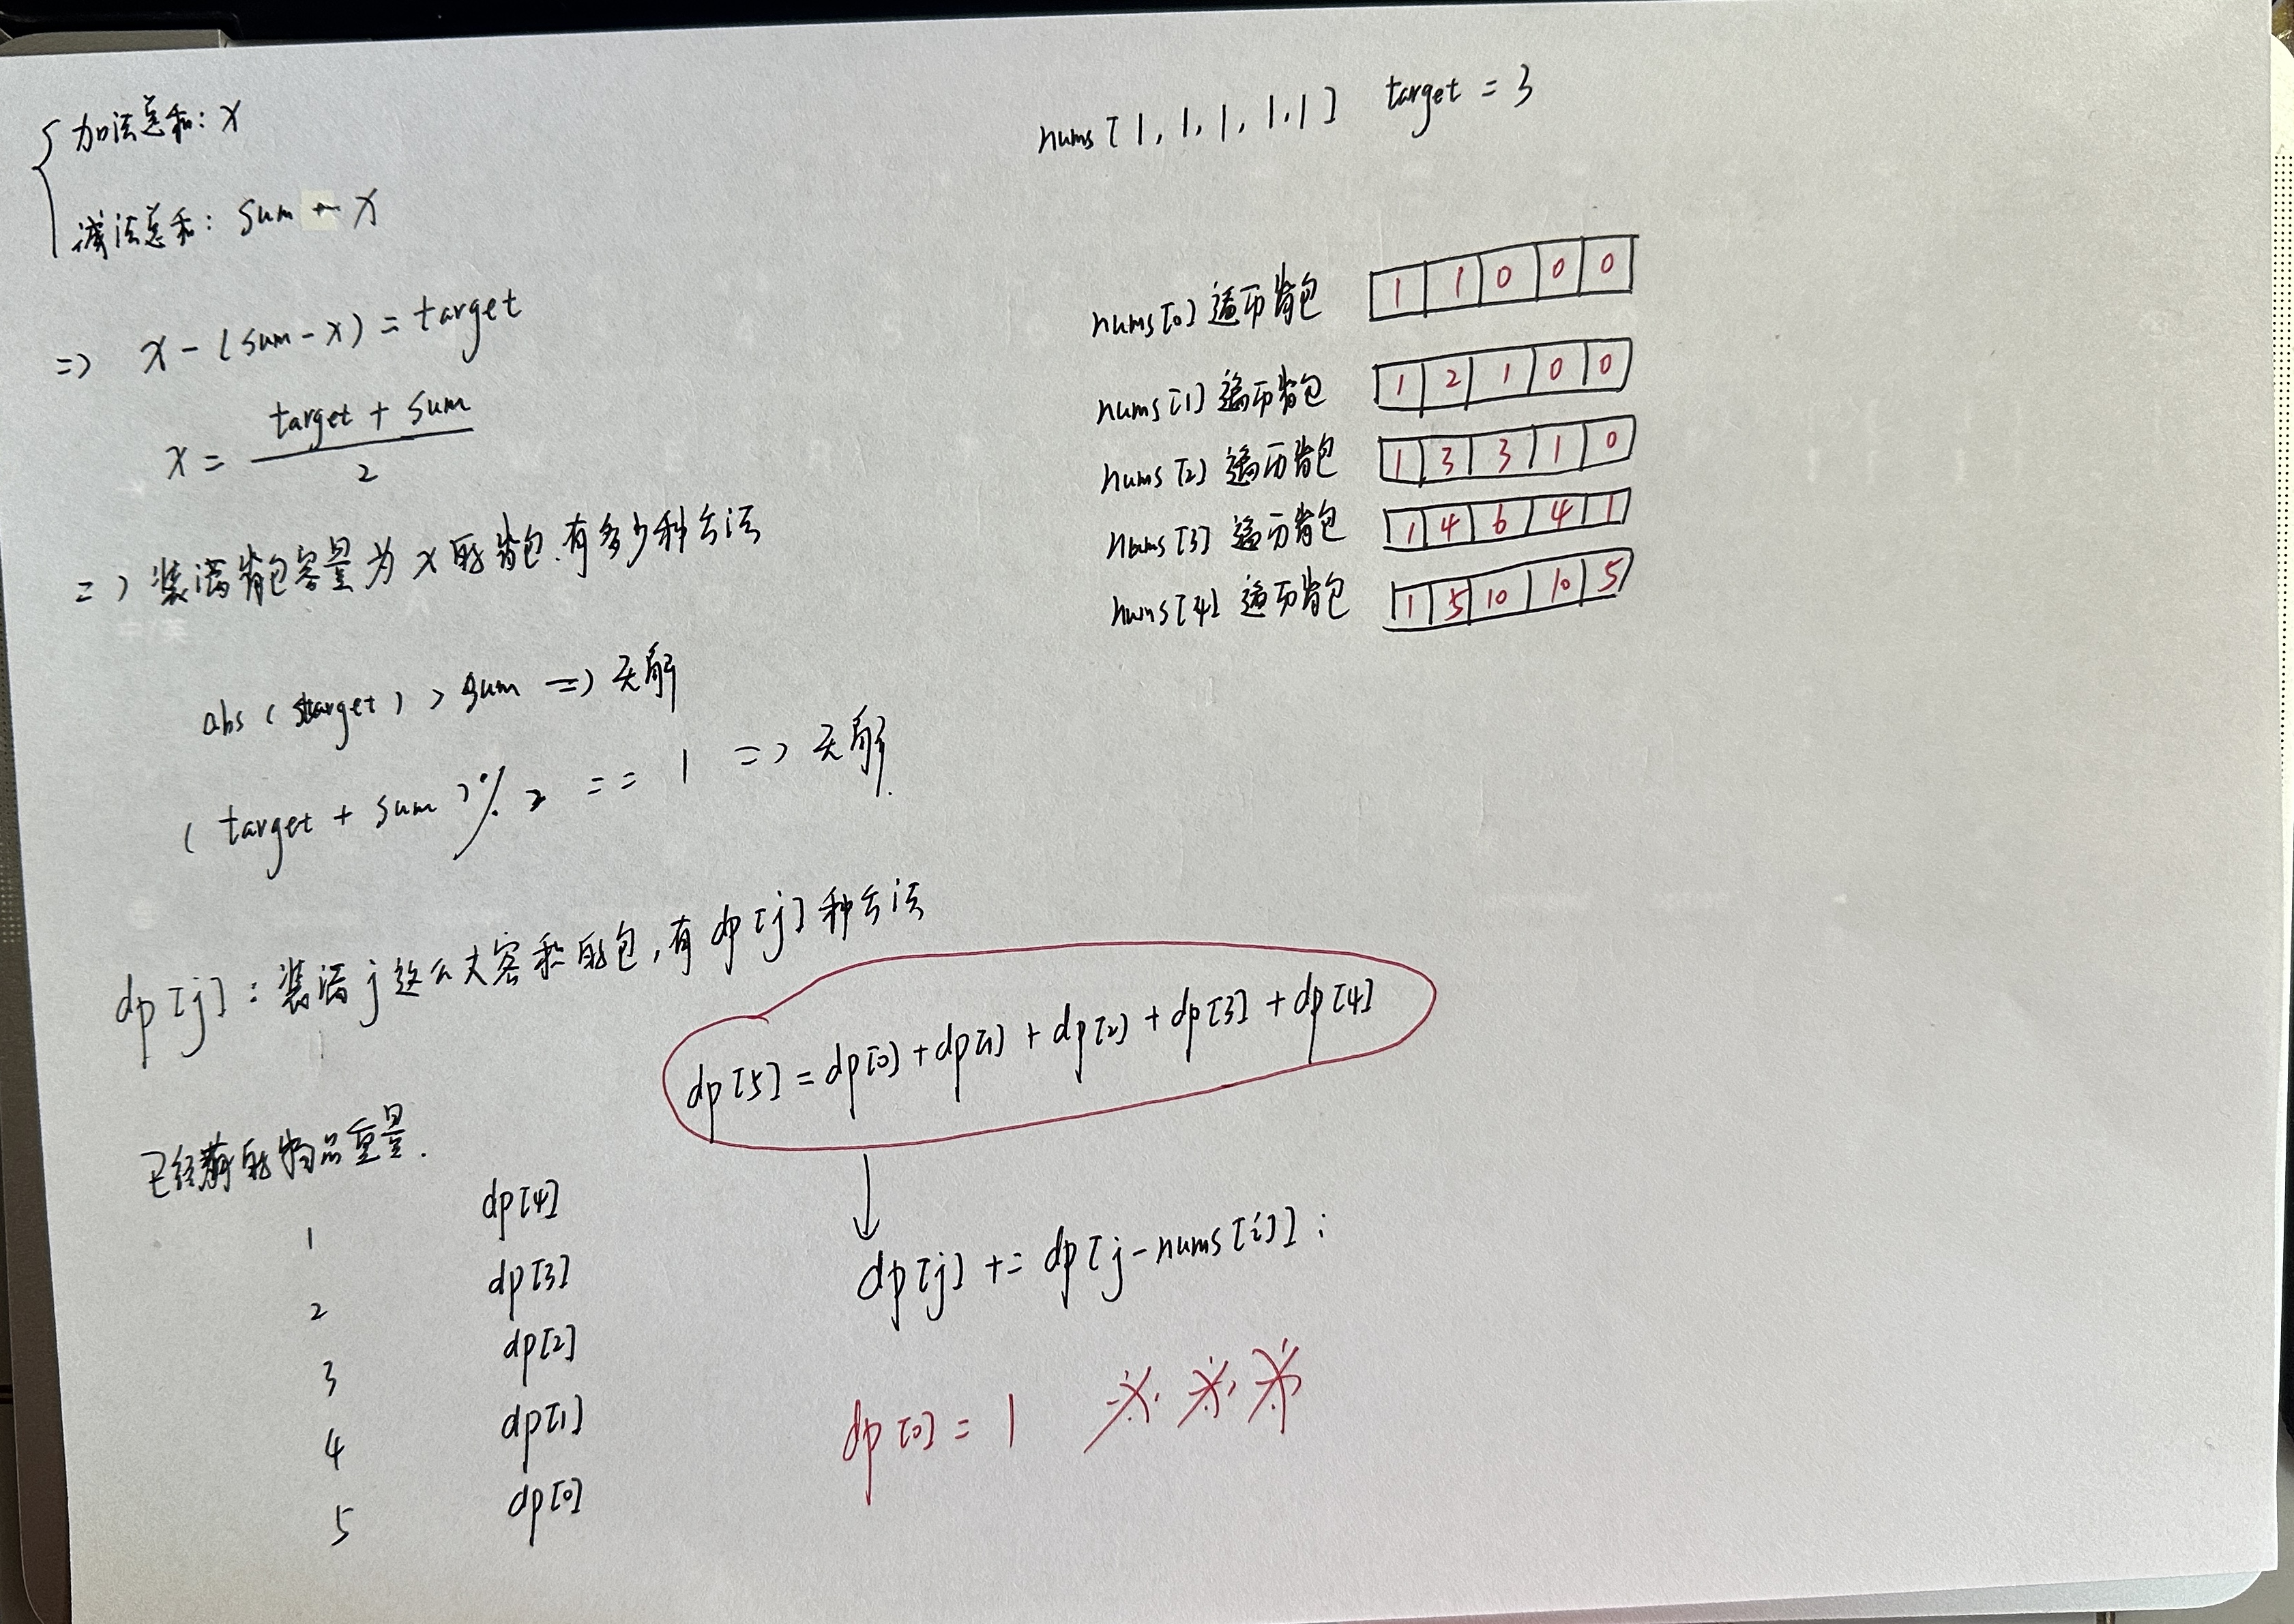 加法总和: x
减法总和: sum - x
=> x - (sum - x) = target
x = target + sum
2
=> 装满背包容量为 x 的背包.有多少种方法
abs (target) > sum => 无解
( target + sum ) % 2 == 1 => 无解.
dp[j] : 装满 j 这么大容积的包, 有 dp[j] 种方法
dp[5] = dp[0] + dp[1] + dp[2] + dp[3] + dp[4]
已经有的物品重量.
1 dp[4]
2 dp[3]
3 dp[2]
4 dp[1]
5 dp[0]
dp[j] += dp[j - nums[i]] ;
dp[0] = 1
nums [1, 1, 1, 1, 1] target = 3
nums[0] 遍历背包 1 1 0 0 0
nums[1] 遍历背包 1 2 1 0 0
nums[2] 遍历背包 1 3 3 1 0
nums[3] 遍历背包 1 4 6 4 1
nums[4] 遍历背包 1 5 10 10 5